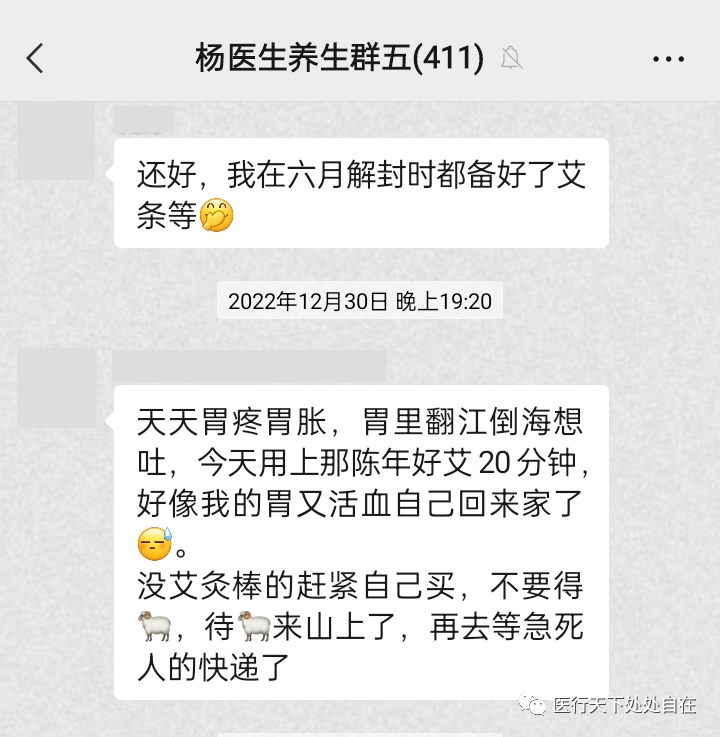 杨医生养生群五(411)
还好，我在六月解封时都备好了艾
条等🤭
2022年12月30日 晚上19:20
天天胃疼胃胀，胃里翻江倒海想
吐，今天用上那陈年好艾20分钟，
好像我的胃又活血自己回来家了
😓。
没艾灸棒的赶紧自己买，不要得
🐏，待🐏来山上了，再去等急死
人的快递了
医行天下处处自在